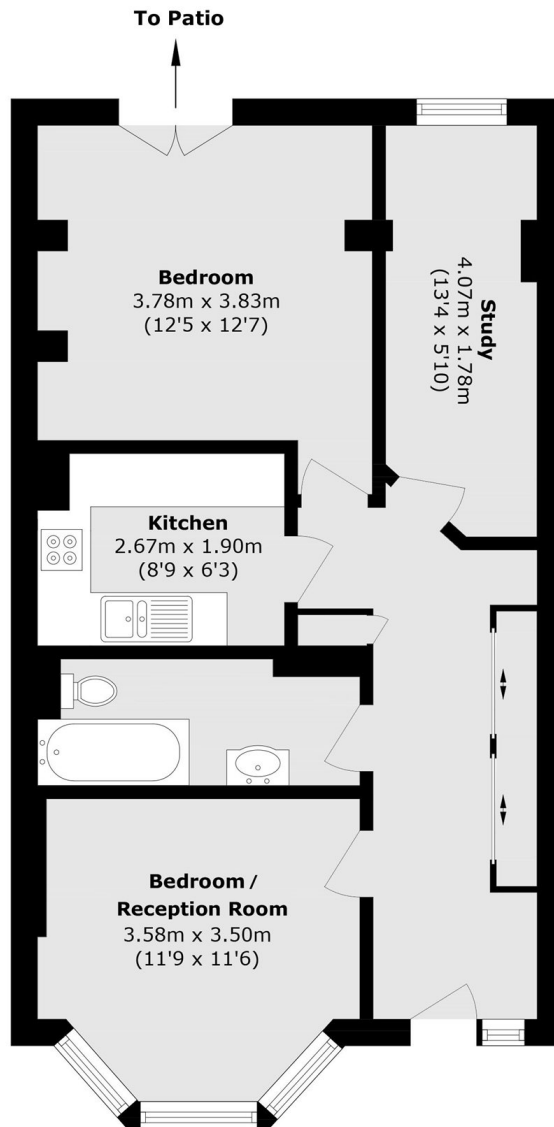 To Patio
Bedroom
3.78m x 3.83m
(12'5 x 12'7)
Study
4.07m x 1.78m
(13'4 x 5'10)
Kitchen
2.67m x 1.90m
(8'9 x 6'3)
Bedroom /
Reception Room
3.58m x 3.50m
(11'9 x 11'6)